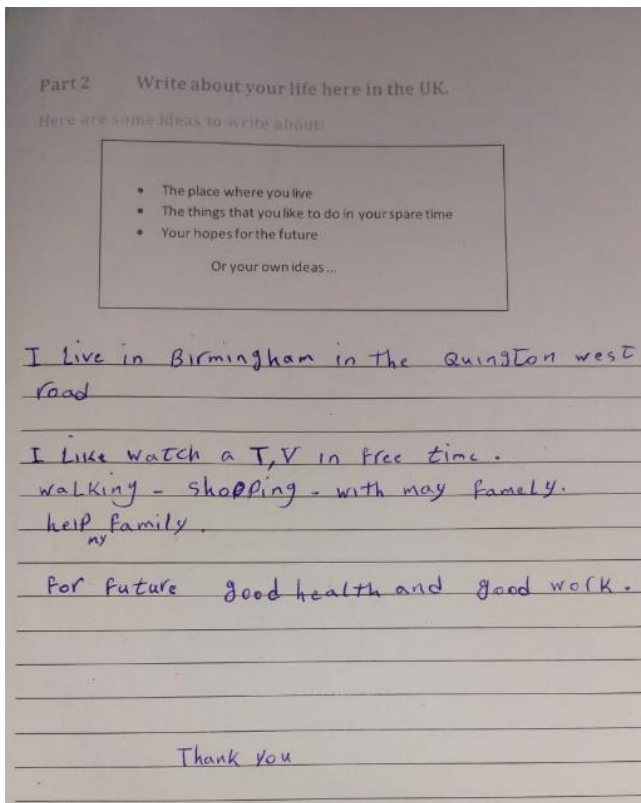 Part 2 Write about your life here in the UK.
Here are some ideas to write about:
• The place where you live
• The things that you like to do in your spare time
• Your hopes for the future
Or your own ideas...
I Live in Birmingham in the Quington west
road
I Like watch a T,V in free time.
walking - shopping - with may famely.
help my family.
For future good health and good work.
Thank you